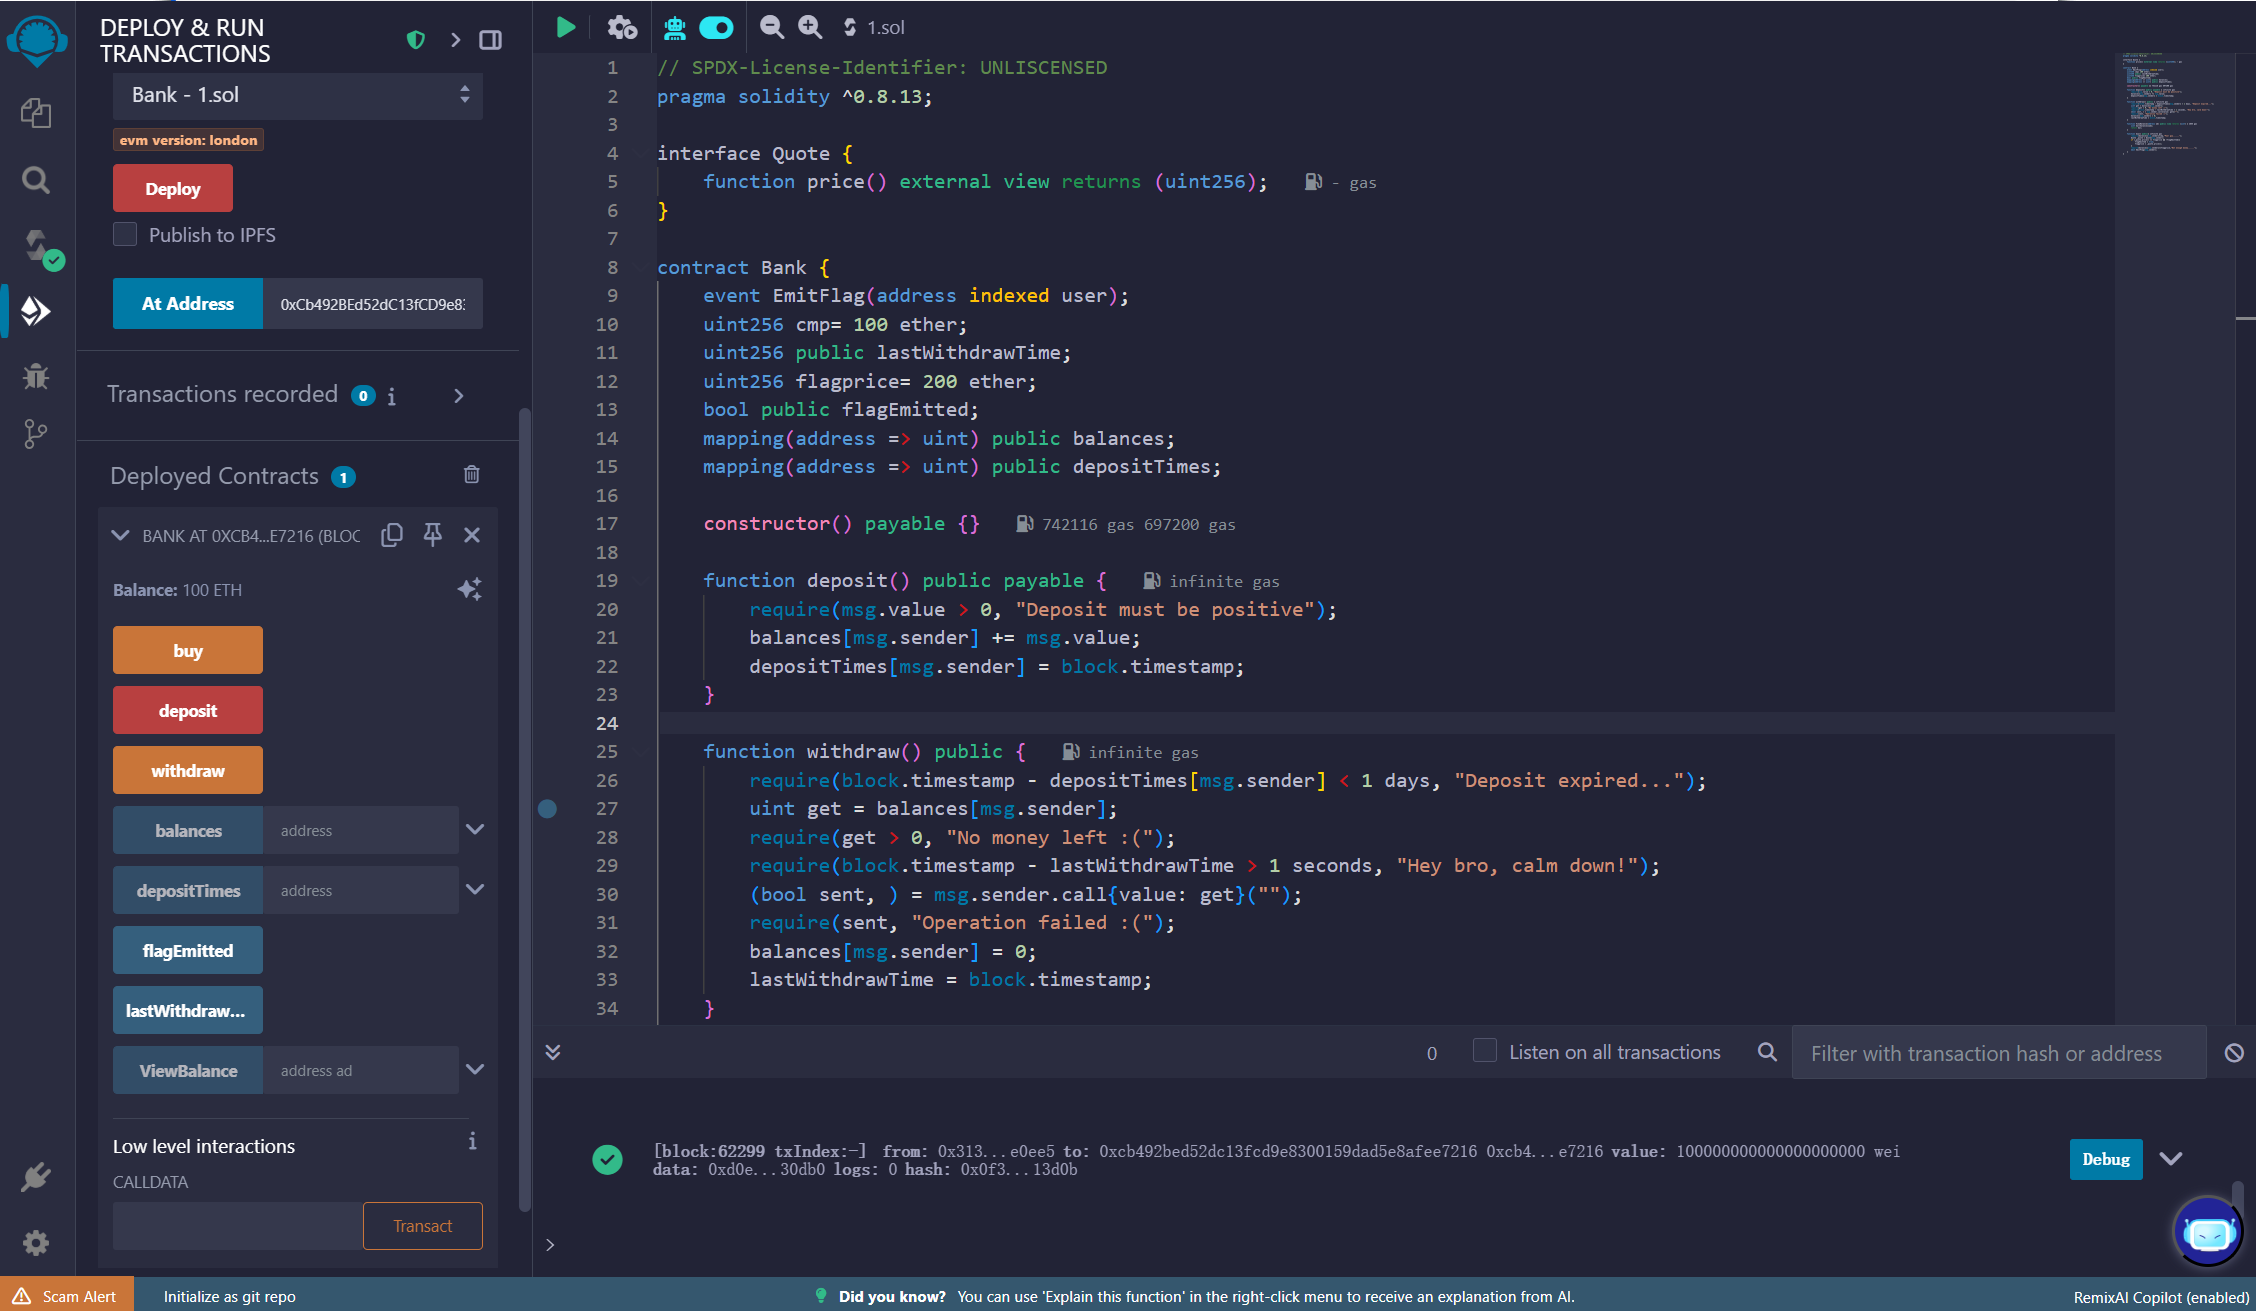 DEPLOY & RUN
TRANSACTIONS
Bank - 1.sol
evm version: london
Deploy
Publish to IPFS
At Address 0xCb492BEd52dC13fCD9e8
Transactions recorded 0 i
Deployed Contracts 1
BANK AT 0XCB4...E7216 (BLOC
Balance: 100 ETH
buy
deposit
withdraw
balances address
depositTimes address
flagEmitted
lastWithdraw...
ViewBalance address ad
Low level interactions
CALLDATA
Transact
1.sol
1 // SPDX-License-Identifier: UNLISCENSED
2 pragma solidity ^0.8.13;
3
4 interface Quote {
5 function price() external view returns (uint256); - gas
6 }
7
8 contract Bank {
9 event EmitFlag(address indexed user);
10 uint256 cmp= 100 ether;
11 uint256 public lastWithdrawTime;
12 uint256 flagprice= 200 ether;
13 bool public flagEmitted;
14 mapping(address => uint) public balances;
15 mapping(address => uint) public depositTimes;
16
17 constructor() payable {} 742116 gas 697200 gas
18
19 function deposit() public payable { infinite gas
20 require(msg.value > 0, "Deposit must be positive");
21 balances[msg.sender] += msg.value;
22 depositTimes[msg.sender] = block.timestamp;
23 }
24
25 function withdraw() public { infinite gas
26 require(block.timestamp - depositTimes[msg.sender] < 1 days, "Deposit expired...");
27 uint get = balances[msg.sender];
28 require(get > 0, "No money left :(");
29 require(block.timestamp - lastWithdrawTime > 1 seconds, "Hey bro, calm down!");
30 (bool sent, ) = msg.sender.call{value: get}("");
31 require(sent, "Operation failed :(");
32 balances[msg.sender] = 0;
33 lastWithdrawTime = block.timestamp;
34 }
0 Listen on all transactions Filter with transaction hash or address
[block:62299 txIndex:-] from: 0x313...e0ee5 to: 0xcb492bed52dc13fcd9e8300159dad5e8afee7216 0xcb4...e7216 value: 100000000000000000000 wei
data: 0xd0e...30db0 logs: 0 hash: 0x0f3...13d0b
Debug
>
Scam Alert
Initialize as git repo
Did you know? You can use 'Explain this function' in the right-click menu to receive an explanation from AI.
RemixAI Copilot (enabled)